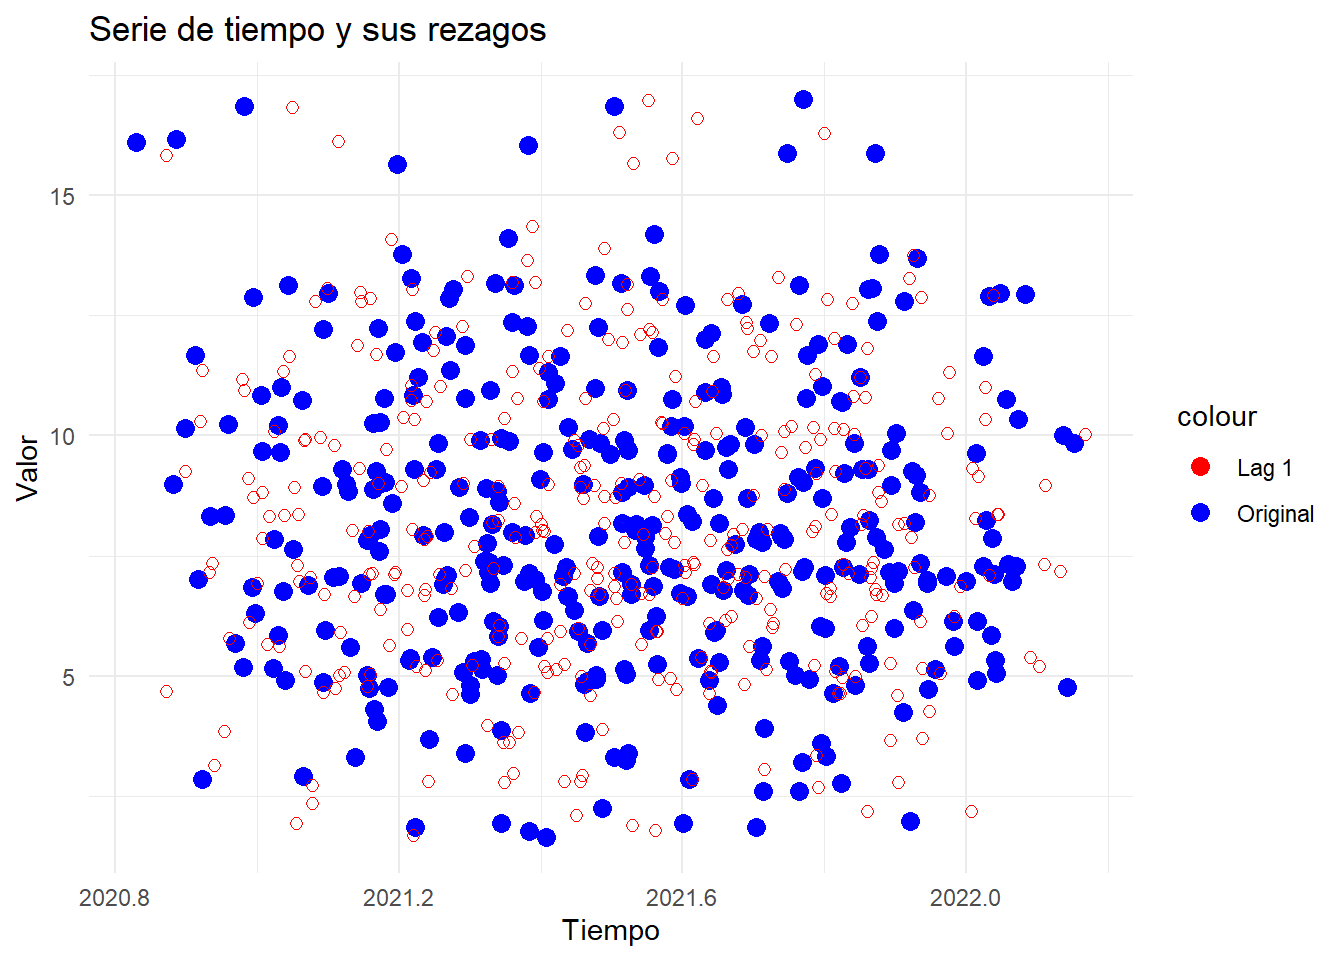 Serie de tiempo y sus rezagos
Valor
15
10
5
2020.8
2021.2
2021.6
2022.0
Tiempo
colour
Lag 1
Original